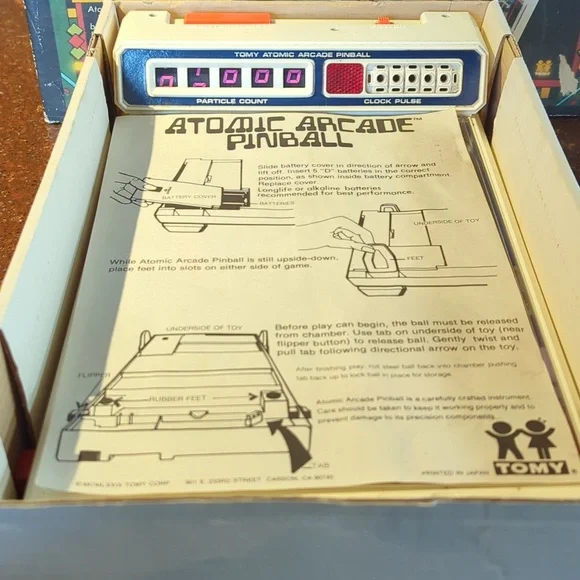 TOMY ATOMIC ARCADE PINBALL
000
PARTICLE COUNT
CLOCK PULSE
ATOMIC ARCADE™
PINBALL
Slide battery cover in direction of arrow and
lift off. Insert 5 "D" batteries in the correct
position, as shown inside battery compartment.
Replace cover.
Longlife or alkaline batteries
recommended for best performance.
BATTERY COVER
BATTERIES
UNDERSIDE OF TOY
FEET
While Atomic Arcade Pinball is still upside-down,
place feet into slots on either side of game.
UNDERSIDE OF TOY
Before play can begin, the ball must be released
from chamber. Use tab on underside of toy (near
flipper button) to release ball. Gently twist and
pull tab following directional arrow on the toy.
FLIPPER
RUBBER FEET
After finishing play, roll steel ball back into chamber pushing
tab back up to lock ball in place for storage.
Atomic Arcade Pinball is a carefully crafted instrument.
Care should be taken to keep it working properly and to
prevent damage to its precision components.
TAB
TOMY CORP. STREET CARSON, CA
PRINTED IN JAPAN
TOMY